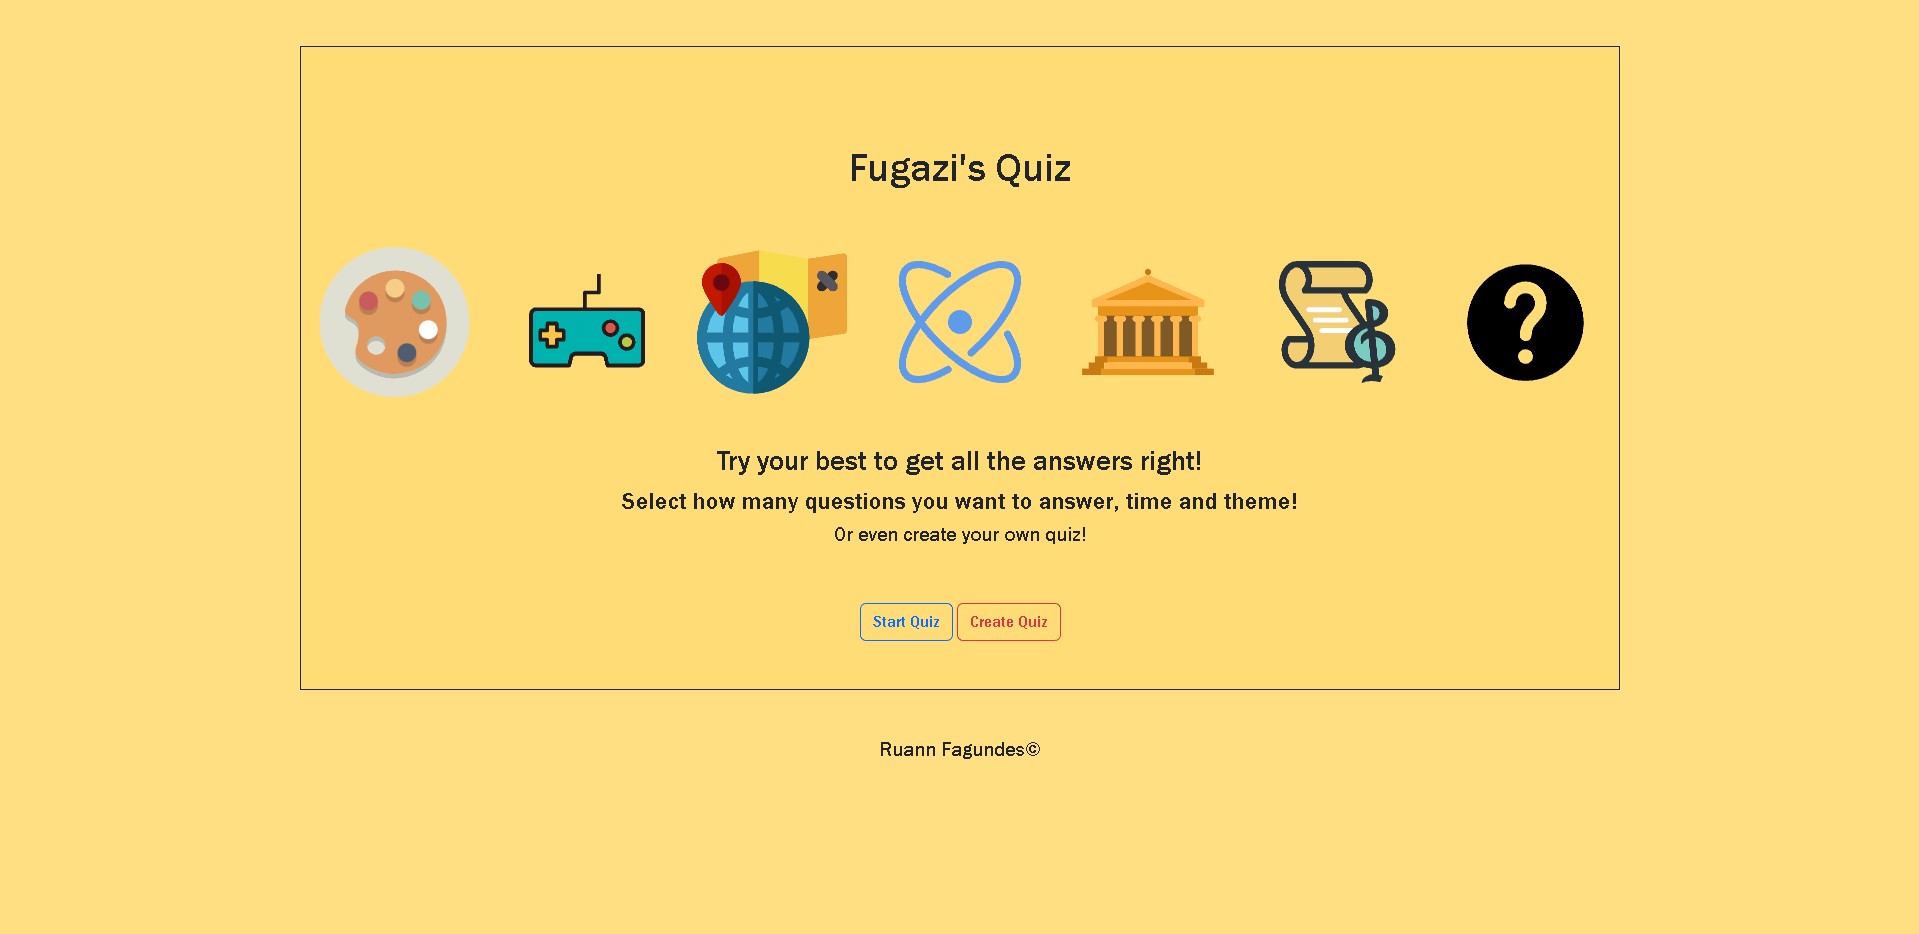 Fugazi's Quiz
Try your best to get all the answers right!
Select how many questions you want to answer, time and theme!
Or even create your own quiz!
Start Quiz
Create Quiz
Ruann Fagundes©